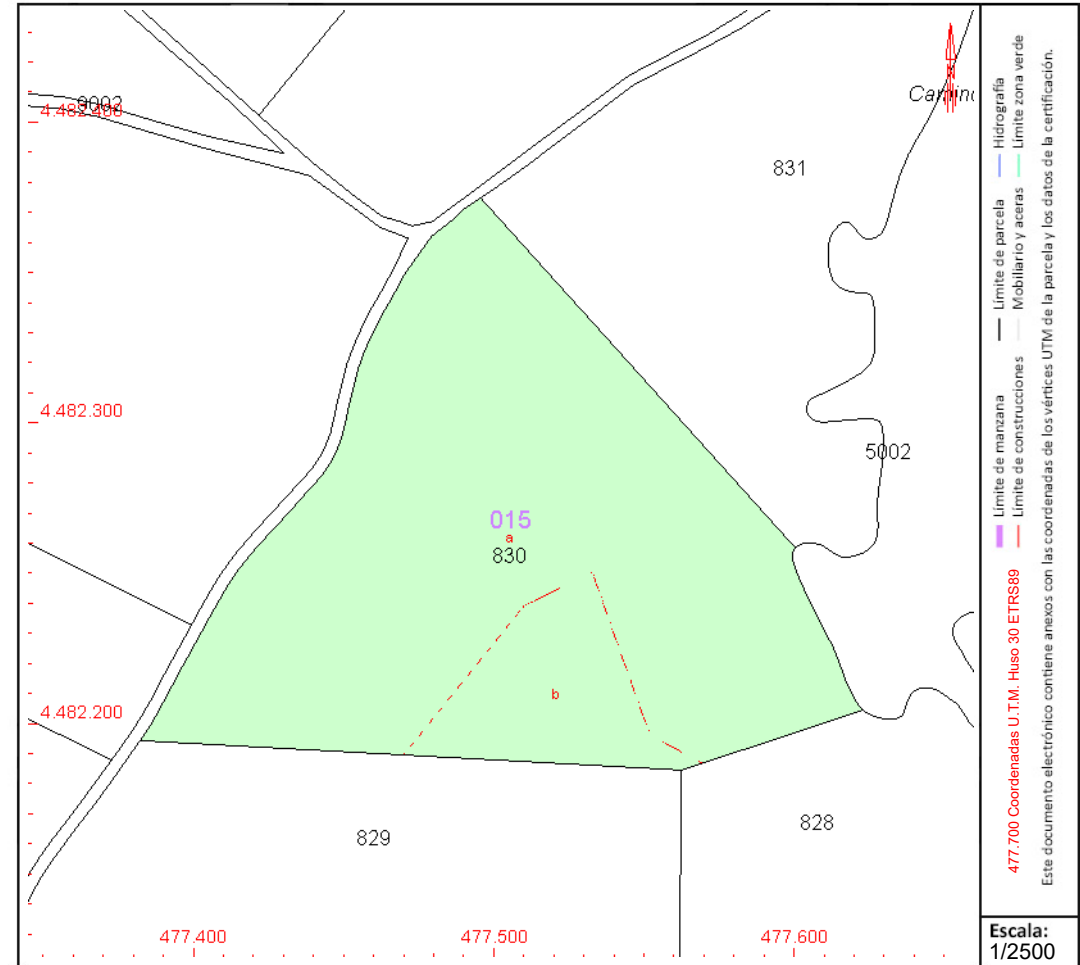 9002
4.482.400
Camino
831
4.482.300
5002
015
a
830
b
4.482.200
829
828
477.400
477.500
477.600
Límite de manzana
Límite de parcela
Hidrografía
477.700 Coordenadas U.T.M. Huso 30 ETRS89
Límite de construcciones
Mobiliario y aceras
Límite zona verde
Este documento electrónico contiene anexos con las coordenadas de los vértices UTM de la parcela y los datos de la certificación.
Escala:
1/2500